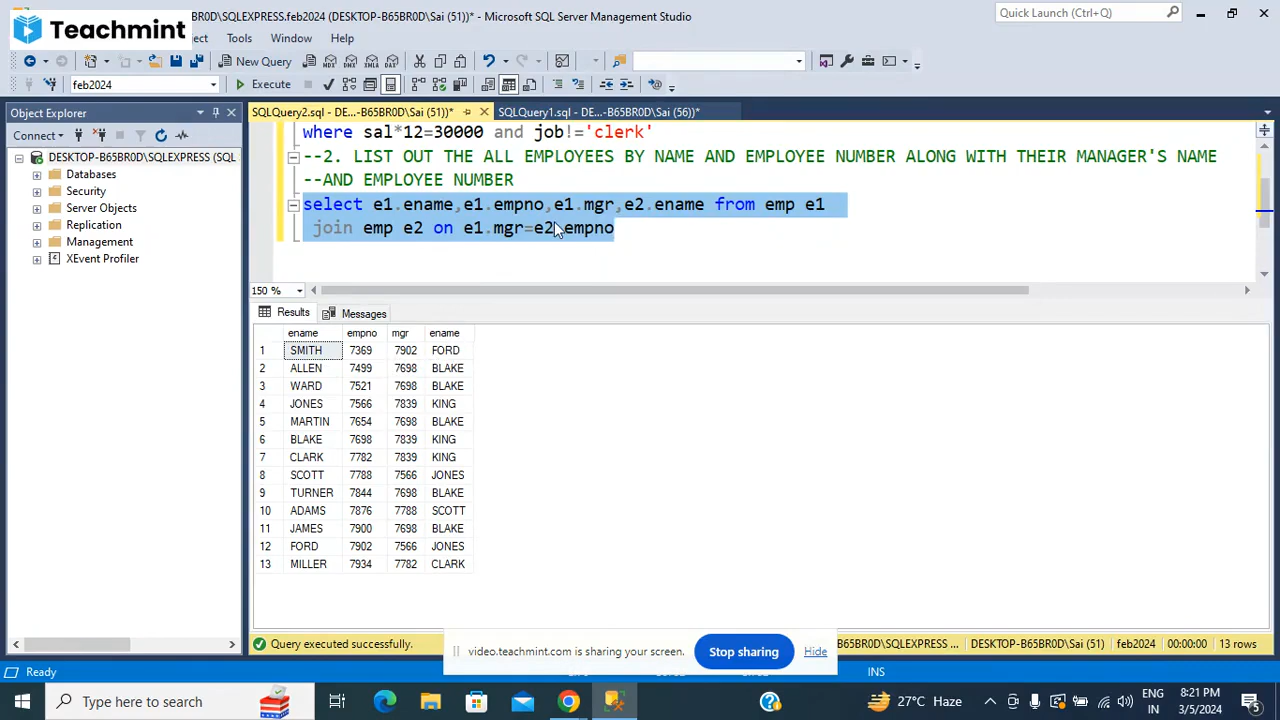 B65BR0D\SQLEXPRESS.feb2024 (DESKTOP-B65BR0D\Sai (51))* - Microsoft SQL Server Management Studio
Quick Launch (Ctrl+Q)
Teachmint
Tools Window Help
New Query
MDX DMX XMLA DAX
feb2024 Execute
Object Explorer
SQLQuery2.sql - DE...-B65BR0D\Sai (51))*
SQLQuery1.sql - DE...-B65BR0D\Sai (56))*
Connect
DESKTOP-B65BR0D\SQLEXPRESS (SQL
Databases
Security
Server Objects
Replication
Management
XEvent Profiler
where sal*12=30000 and job!='clerk'
--2. LIST OUT THE ALL EMPLOYEES BY NAME AND EMPLOYEE NUMBER ALONG WITH THEIR MANAGER'S NAME
--AND EMPLOYEE NUMBER
select e1.ename,e1.empno,e1.mgr,e2.ename from emp e1
join emp e2 on e1.mgr=e2.empno
150 %
Results Messages
ename empno mgr ename
1 SMITH 7369 7902 FORD
2 ALLEN 7499 7698 BLAKE
3 WARD 7521 7698 BLAKE
4 JONES 7566 7839 KING
5 MARTIN 7654 7698 BLAKE
6 BLAKE 7698 7839 KING
7 CLARK 7782 7839 KING
8 SCOTT 7788 7566 JONES
9 TURNER 7844 7698 BLAKE
10 ADAMS 7876 7788 SCOTT
11 JAMES 7900 7698 BLAKE
12 FORD 7902 7566 JONES
13 MILLER 7934 7782 CLARK
Query executed successfully.
B65BR0D\SQLEXPRESS ... DESKTOP-B65BR0D\Sai (51) feb2024 00:00:00 13 rows
video.teachmint.com is sharing your screen. Stop sharing Hide
Ready INS
Type here to search
27°C Haze
ENG
IN
8:21 PM
3/5/2024
5